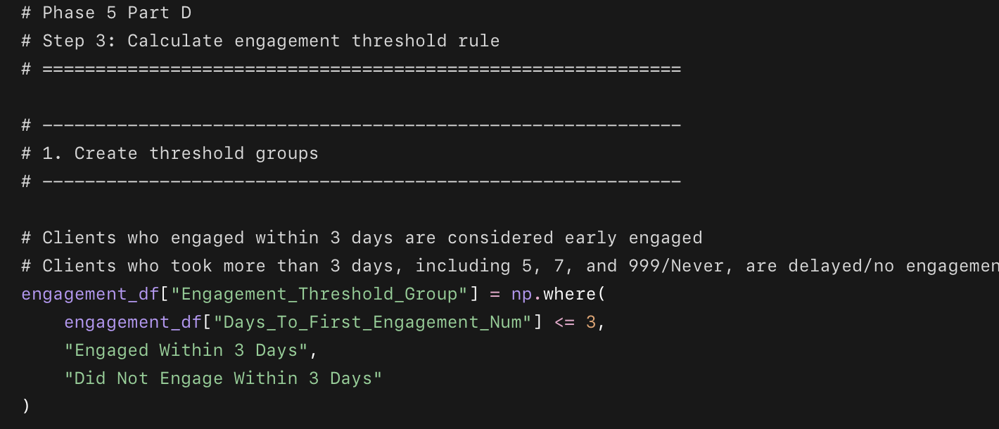 # Phase 5 Part D
# Step 3: Calculate engagement threshold rule
# ============================================================
# ------------------------------------------------------------
# 1. Create threshold groups
# ------------------------------------------------------------
# Clients who engaged within 3 days are considered early engaged
# Clients who took more than 3 days, including 5, 7, and 999/Never, are delayed/no engagemen
engagement_df["Engagement_Threshold_Group"] = np.where(
    engagement_df["Days_To_First_Engagement_Num"] <= 3,
    "Engaged Within 3 Days",
    "Did Not Engage Within 3 Days"
)